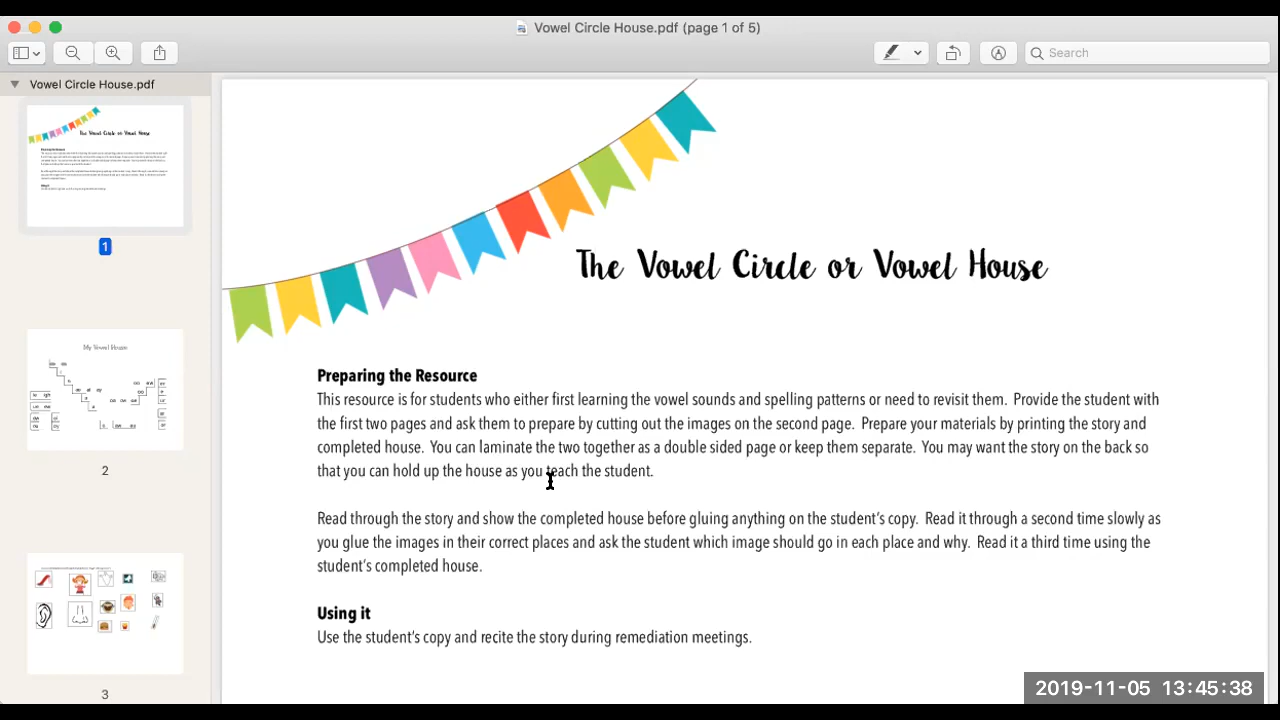 Vowel Circle House.pdf (page 1 of 5)
Search
Vowel Circle House.pdf
The Vowel Circle or Vowel House
1
My Vowel House
2
3
The Vowel Circle or Vowel House
Preparing the Resource
This resource is for students who either first learning the vowel sounds and spelling patterns or need to revisit them. Provide the student with
the first two pages and ask them to prepare by cutting out the images on the second page. Prepare your materials by printing the story and
completed house. You can laminate the two together as a double sided page or keep them separate. You may want the story on the back so
that you can hold up the house as you teach the student.
Read through the story and show the completed house before gluing anything on the student's copy. Read it through a second time slowly as
you glue the images in their correct places and ask the student which image should go in each place and why. Read it a third time using the
student's completed house.
Using it
Use the student's copy and recite the story during remediation meetings.
2019-11-05 13:45:38